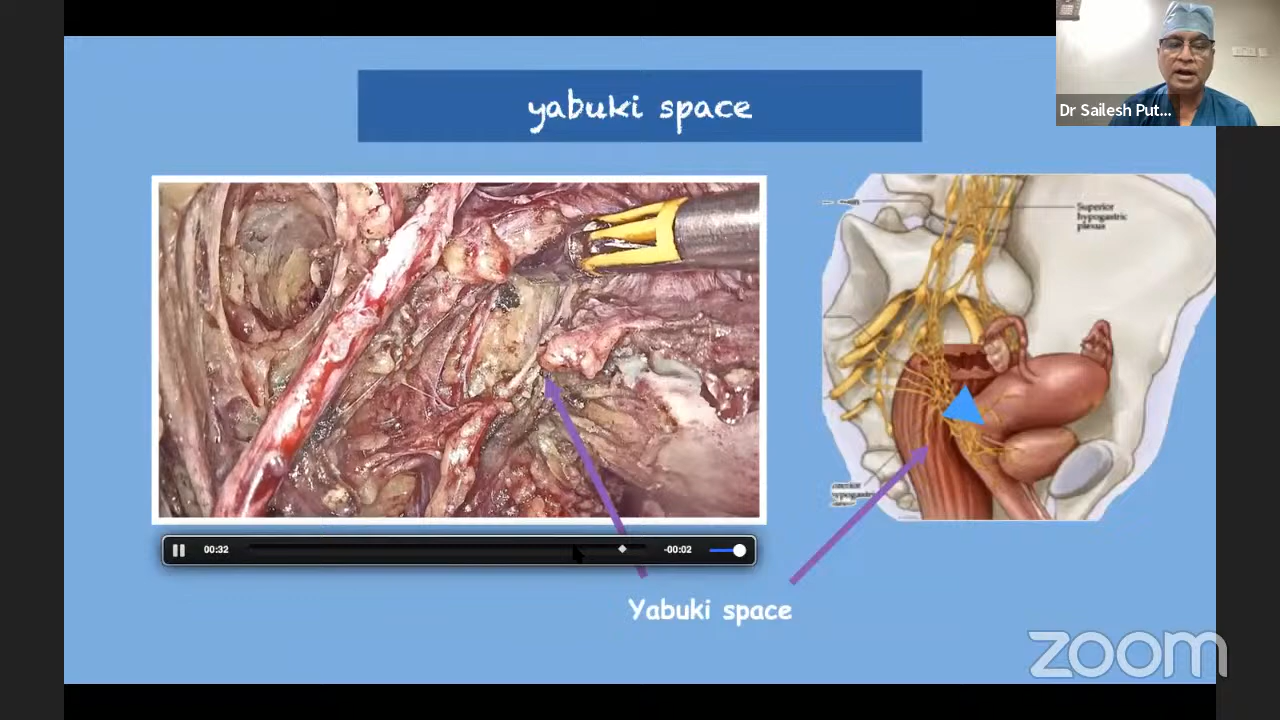 yabuki space
Dr Sailesh Put...
Superior
hypogastric
plexus
00:32
-00:02
Yabuki space
zoom